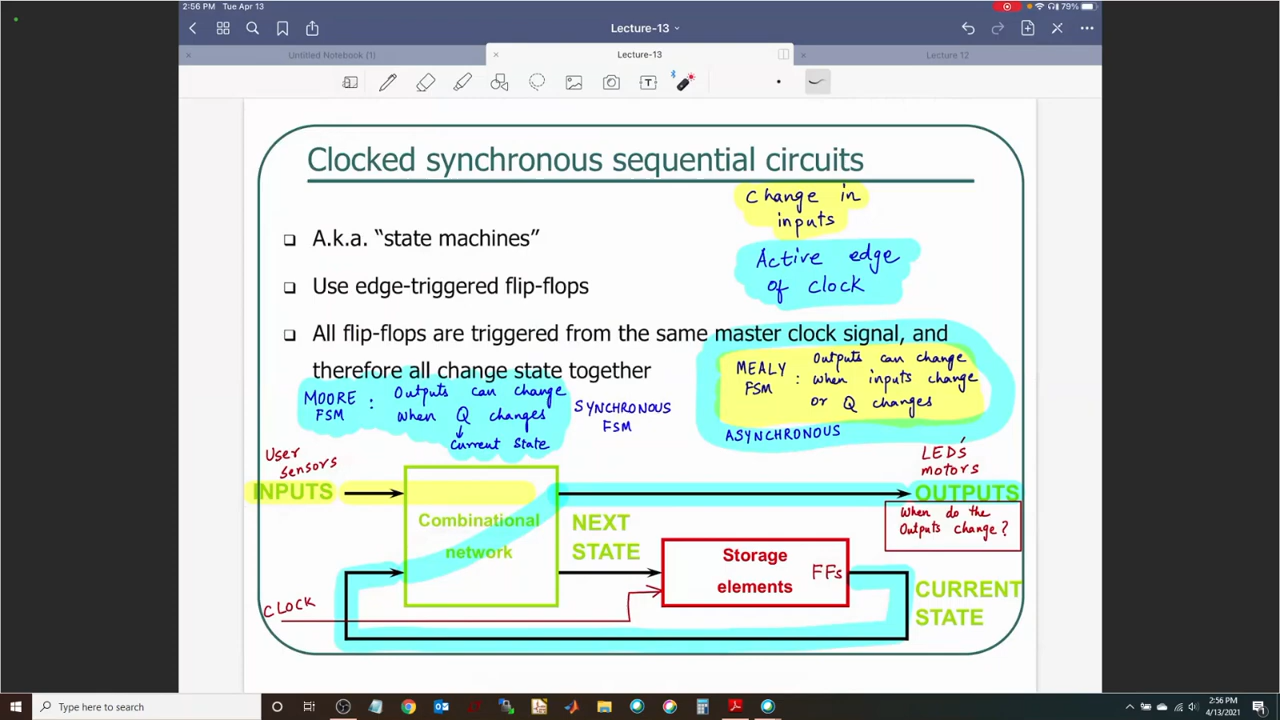 2:56 PM Tue Apr 13
79%
Lecture-13
Untitled Notebook (1)
Lecture-13
Lecture 12
Clocked synchronous sequential circuits
Change in
inputs
A.k.a. “state machines”
Active edge
of clock
Use edge-triggered flip-flops
All flip-flops are triggered from the same master clock signal, and
therefore all change state together
MEALY
FSM
: Outputs can change
when inputs change
or Q changes
ASYNCHRONOUS
MOORE
FSM
: Outputs can change
when Q changes
Current State
SYNCHRONOUS
FSM
User
sensors
LED's
motors
INPUTS
OUTPUTS
When do the
Outputs change?
Combinational
network
NEXT
STATE
Storage
elements
FFs
CURRENT
STATE
CLOCK
Type here to search
2:56 PM
4/13/2021